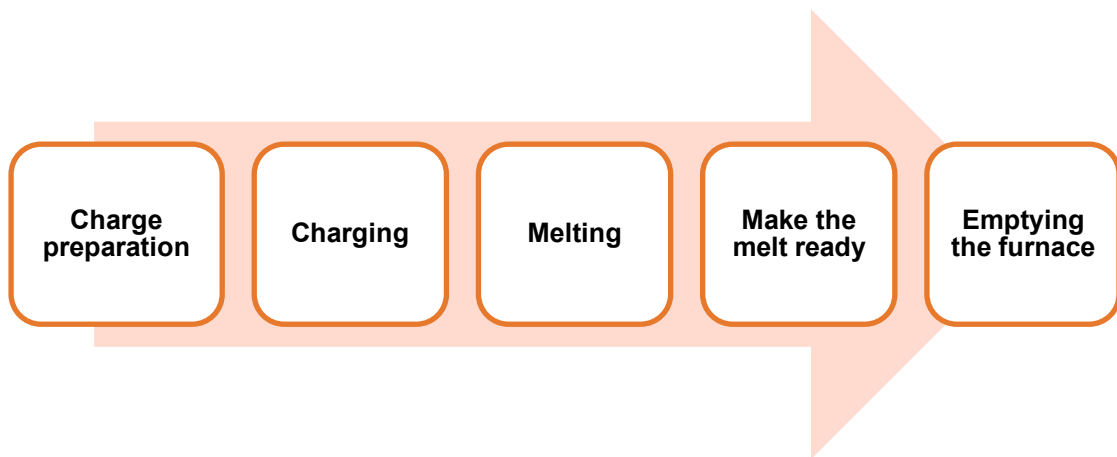 Charge
preparation
Charging
Melting
Make the
melt ready
Emptying
the furnace